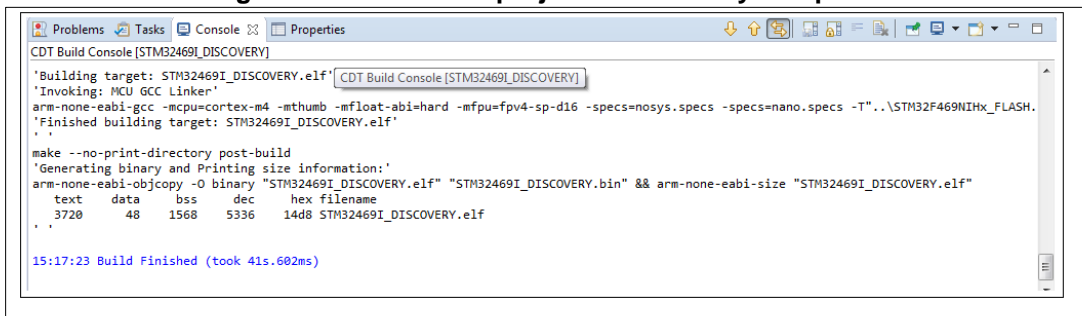 Problems Tasks Console Properties
CDT Build Console [STM32469I_DISCOVERY]
'Building target: STM32469I_DISCOVERY.elf' CDT Build Console [STM32469I_DISCOVERY]
'Invoking: MCU GCC Linker'
arm-none-eabi-gcc -mcpu=cortex-m4 -mthumb -mfloat-abi=hard -mfpu=fpv4-sp-d16 -specs=nosys.specs -specs=nano.specs -T"..\STM32F469NIHx_FLASH.
'Finished building target: STM32469I_DISCOVERY.elf'
' '
make --no-print-directory post-build
'Generating binary and Printing size information:'
arm-none-eabi-objcopy -O binary "STM32469I_DISCOVERY.elf" "STM32469I_DISCOVERY.bin" && arm-none-eabi-size "STM32469I_DISCOVERY.elf"
text data bss dec hex filename
3720 48 1568 5336 14d8 STM32469I_DISCOVERY.elf
' '
15:17:23 Build Finished (took 41s.602ms)